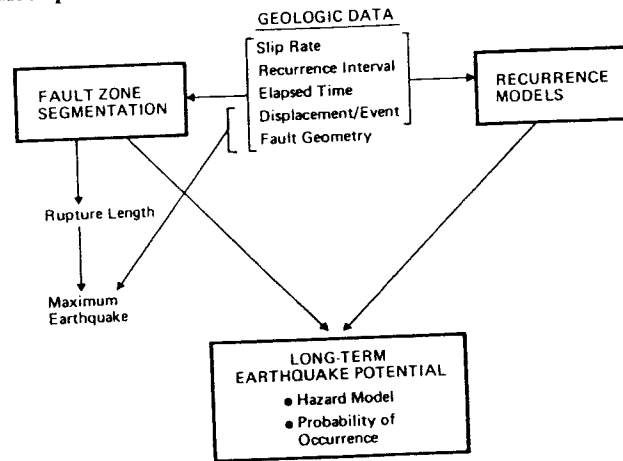 GEOLOGIC DATA
Slip Rate
Recurrence Interval
Elapsed Time
Displacement/Event
Fault Geometry
FAULT ZONE
SEGMENTATION
RECURRENCE
MODELS
Rupture Length
Maximum
Earthquake
LONG-TERM
EARTHQUAKE POTENTIAL
● Hazard Model
● Probability of
Occurrence